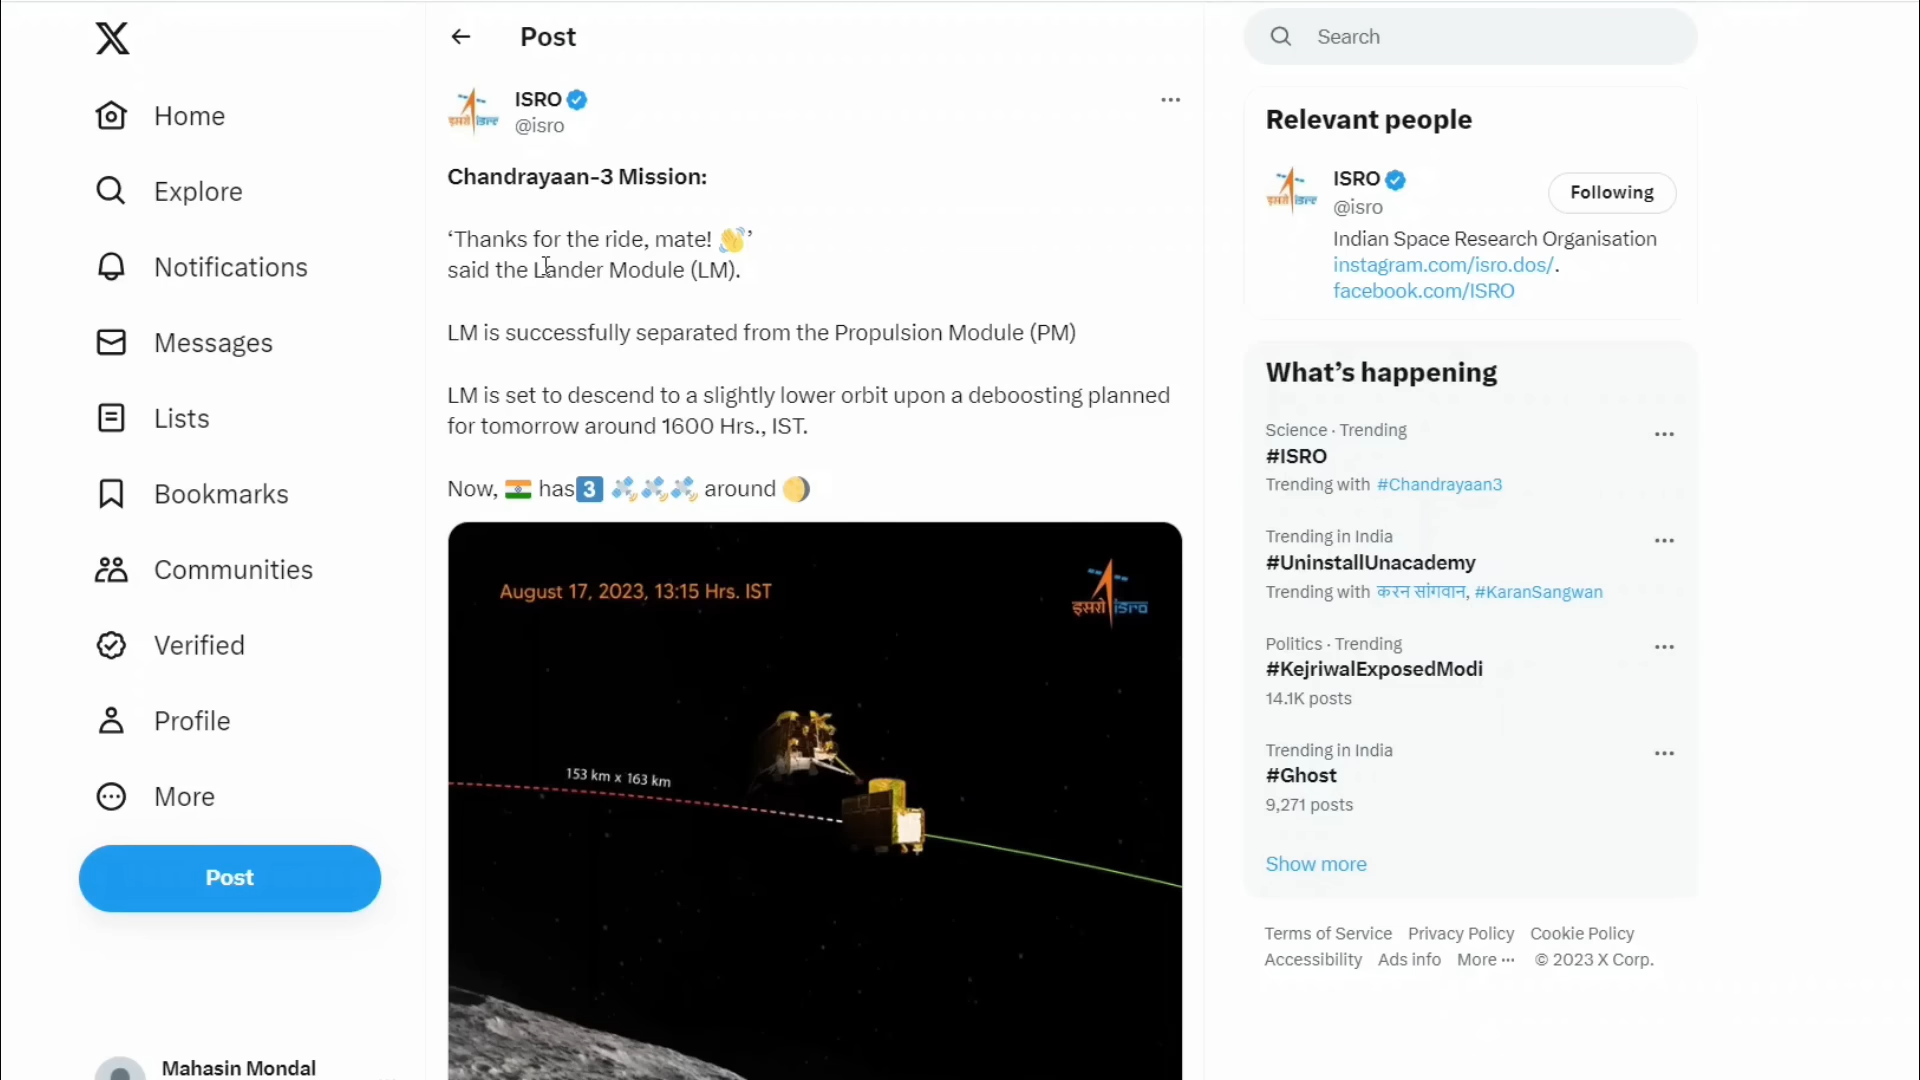 Home
Explore
Notifications
Messages
Lists
Bookmarks
Communities
Verified
Profile
More
Post
Mahasin Mondal
Post
ISRO
@isro
Chandrayaan-3 Mission:
‘Thanks for the ride, mate! 👋’
said the Lander Module (LM).
LM is successfully separated from the Propulsion Module (PM)
LM is set to descend to a slightly lower orbit upon a deboosting planned
for tomorrow around 1600 Hrs., IST.
Now, 🇮🇳 has3️⃣ 🛰️🛰️🛰️ around 🌖
August 17, 2023, 13:15 Hrs. IST
इसरो isro
153 km x 163 km
Search
Relevant people
ISRO
Following
@isro
Indian Space Research Organisation
instagram.com/isro.dos/.
facebook.com/ISRO
What’s happening
Science · Trending
#ISRO
Trending with #Chandrayaan3
Trending in India
#UninstallUnacademy
Trending with करन सांगवान, #KaranSangwan
Politics · Trending
#KejriwalExposedModi
14.1K posts
Trending in India
#Ghost
9,271 posts
Show more
Terms of Service Privacy Policy Cookie Policy
Accessibility Ads info More ··· © 2023 X Corp.